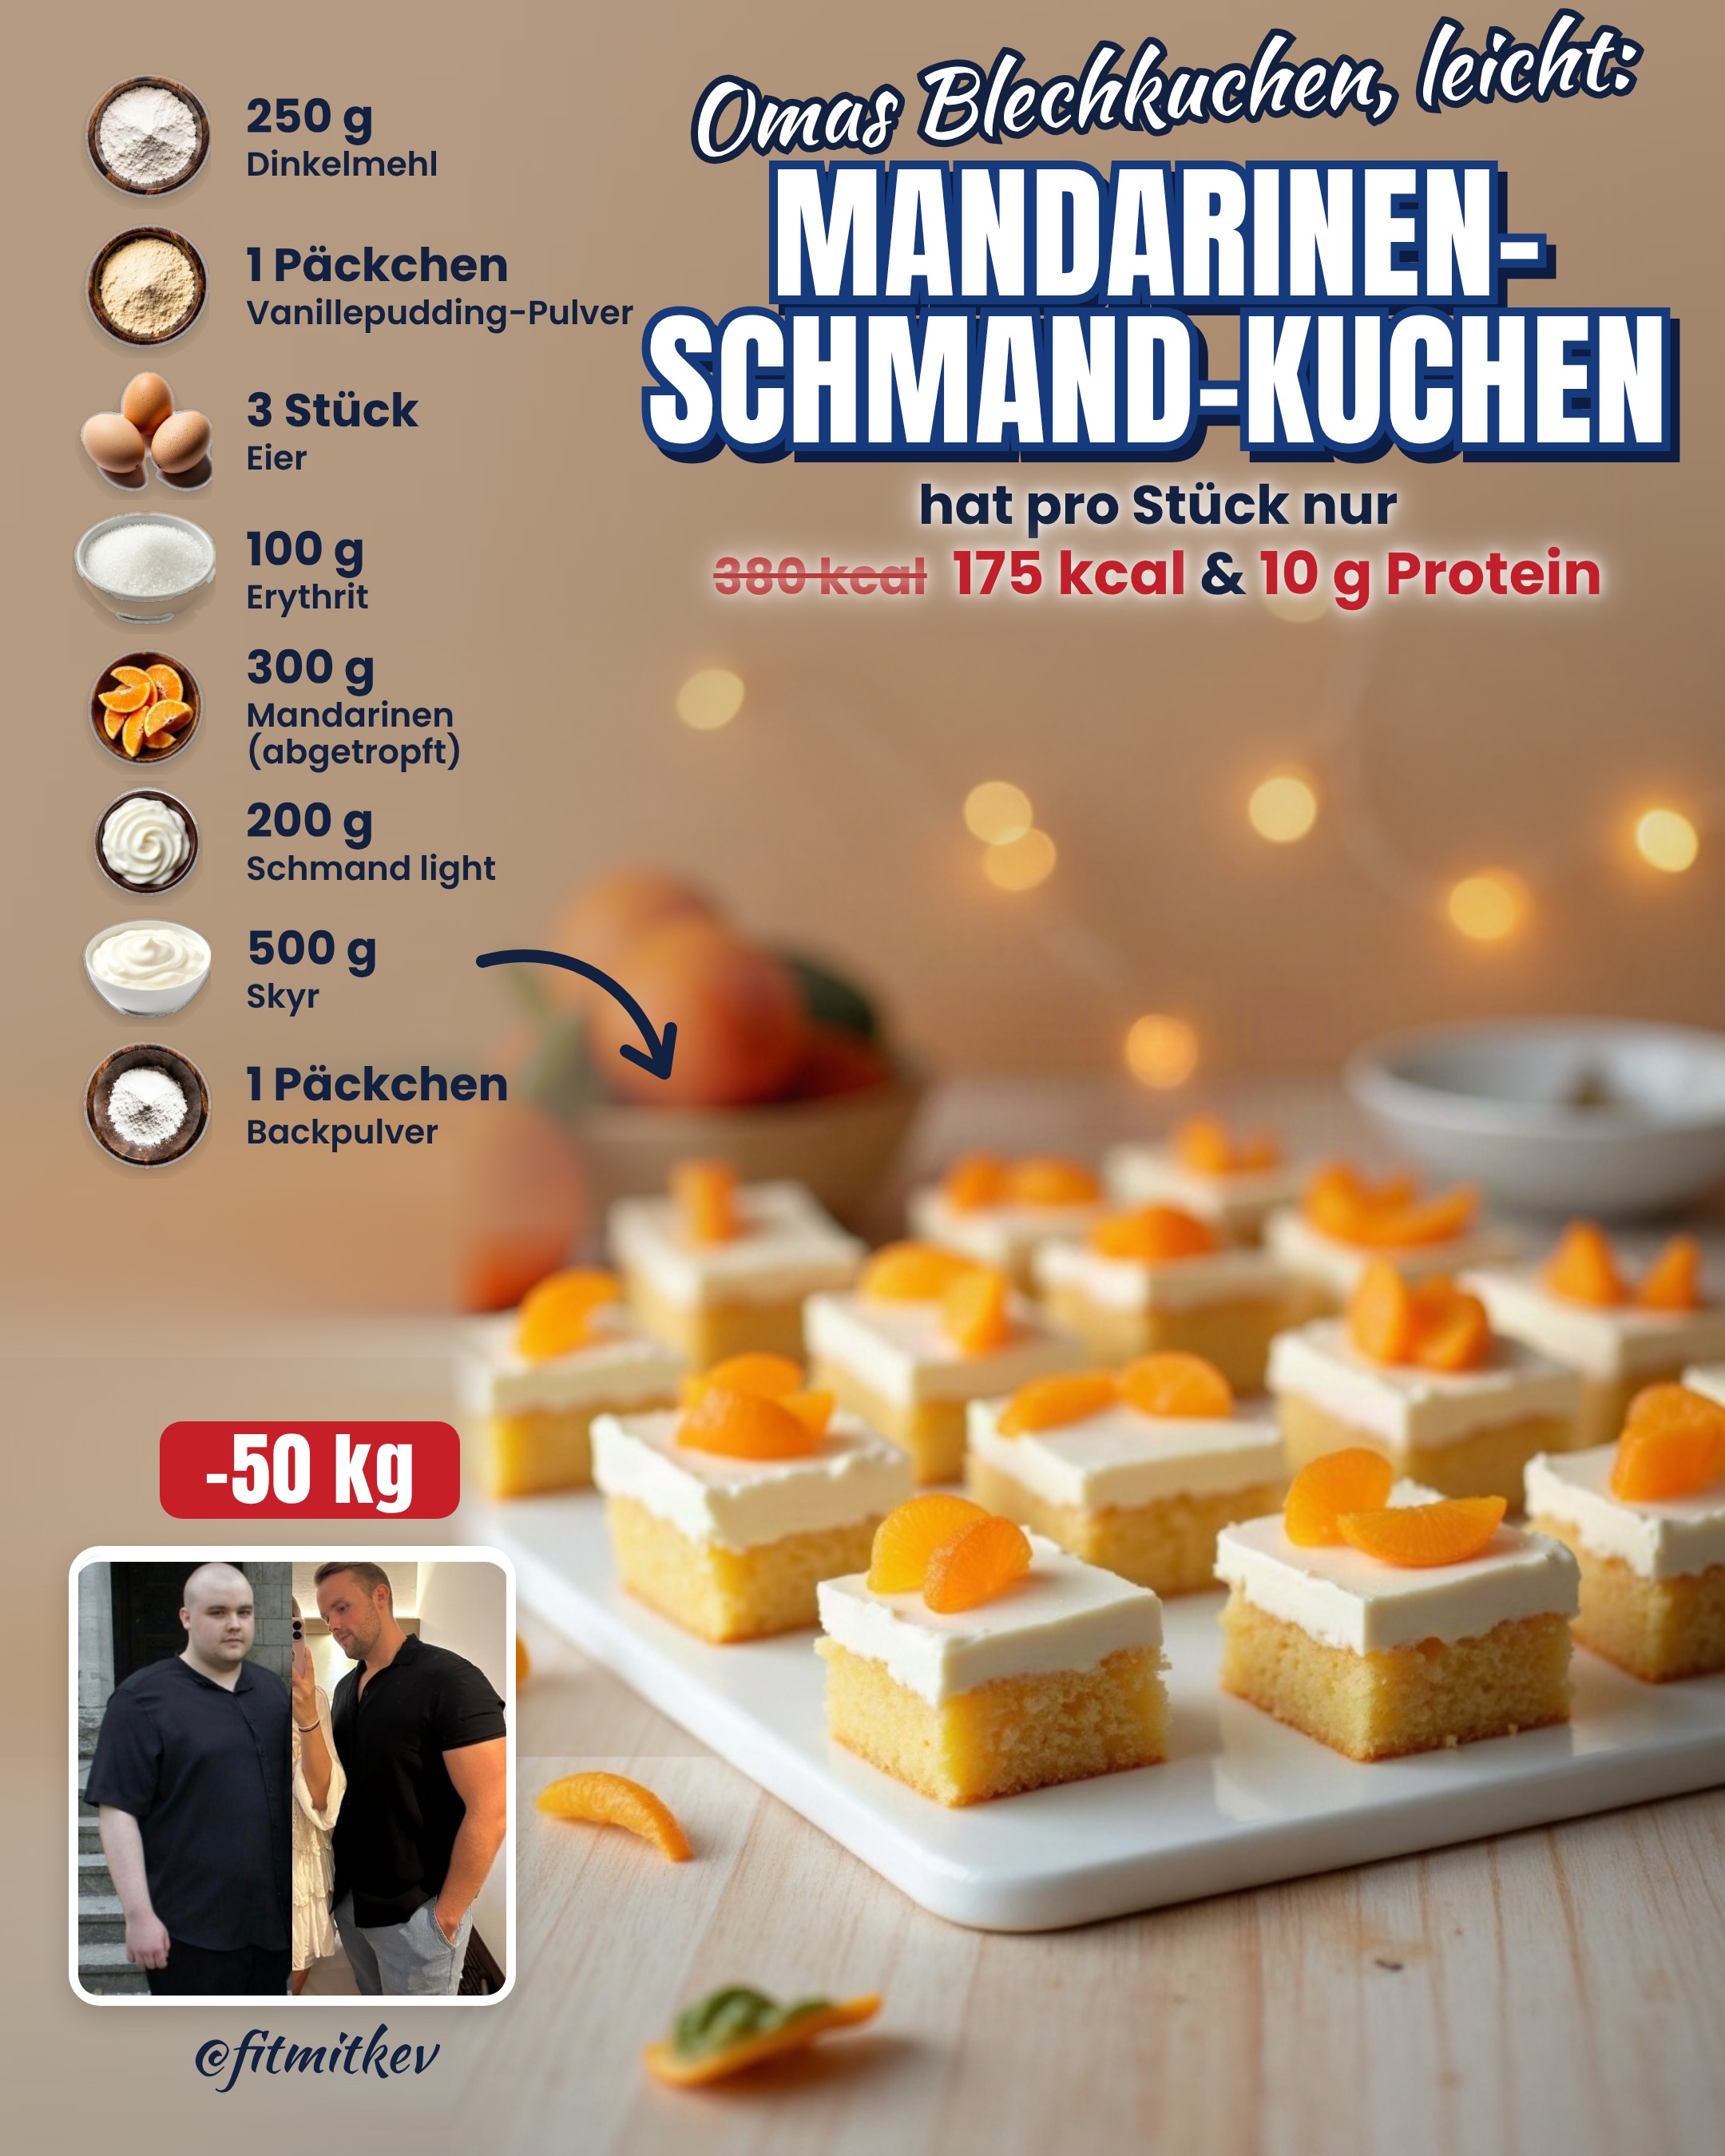 Omas Blechkuchen, leicht:
MANDARINEN-
SCHMAND-KUCHEN
hat pro Stück nur
380 kcal 175 kcal & 10 g Protein
250 g
Dinkelmehl
1 Päckchen
Vanillepudding-Pulver
3 Stück
Eier
100 g
Erythrit
300 g
Mandarinen
(abgetropft)
200 g
Schmand light
500 g
Skyr
1 Päckchen
Backpulver
-50 kg
@fitmitkev